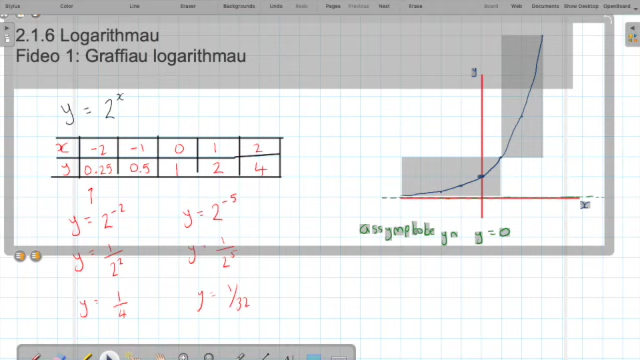 Stylus Color Line Eraser Backgrounds Undo Redo Pages Previous Next Erase Board Web Documents Show Desktop OpenBoard
2.1.6 Logarithmau
Fideo 1: Graffiau logarithmau
y = 2^x
x -2 -1 0 1 2
y 0.25 0.5 1 2 4
y = 2^-2
y = 1/2^2
y = 1/4
y = 2^-5
y = 1/2^5
y = 1/32
y
x
assymptote yn y = 0